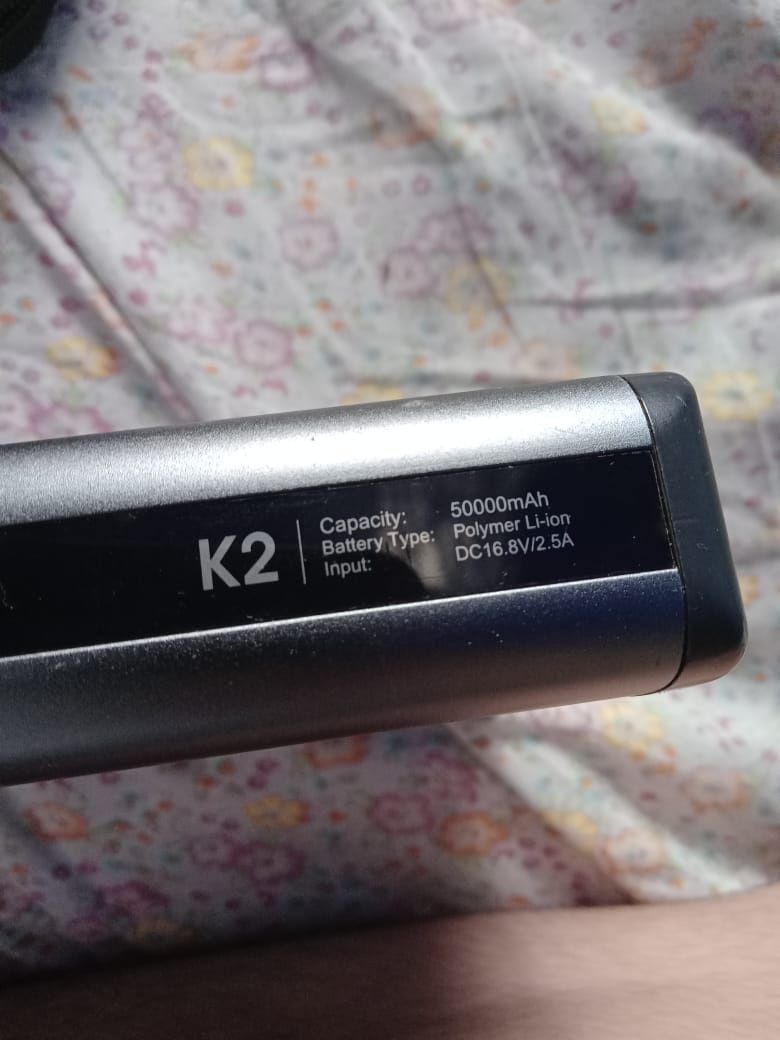 K2
Capacity: 50000mAh
Battery Type: Polymer Li-ion
Input: DC16.8V/2.5A